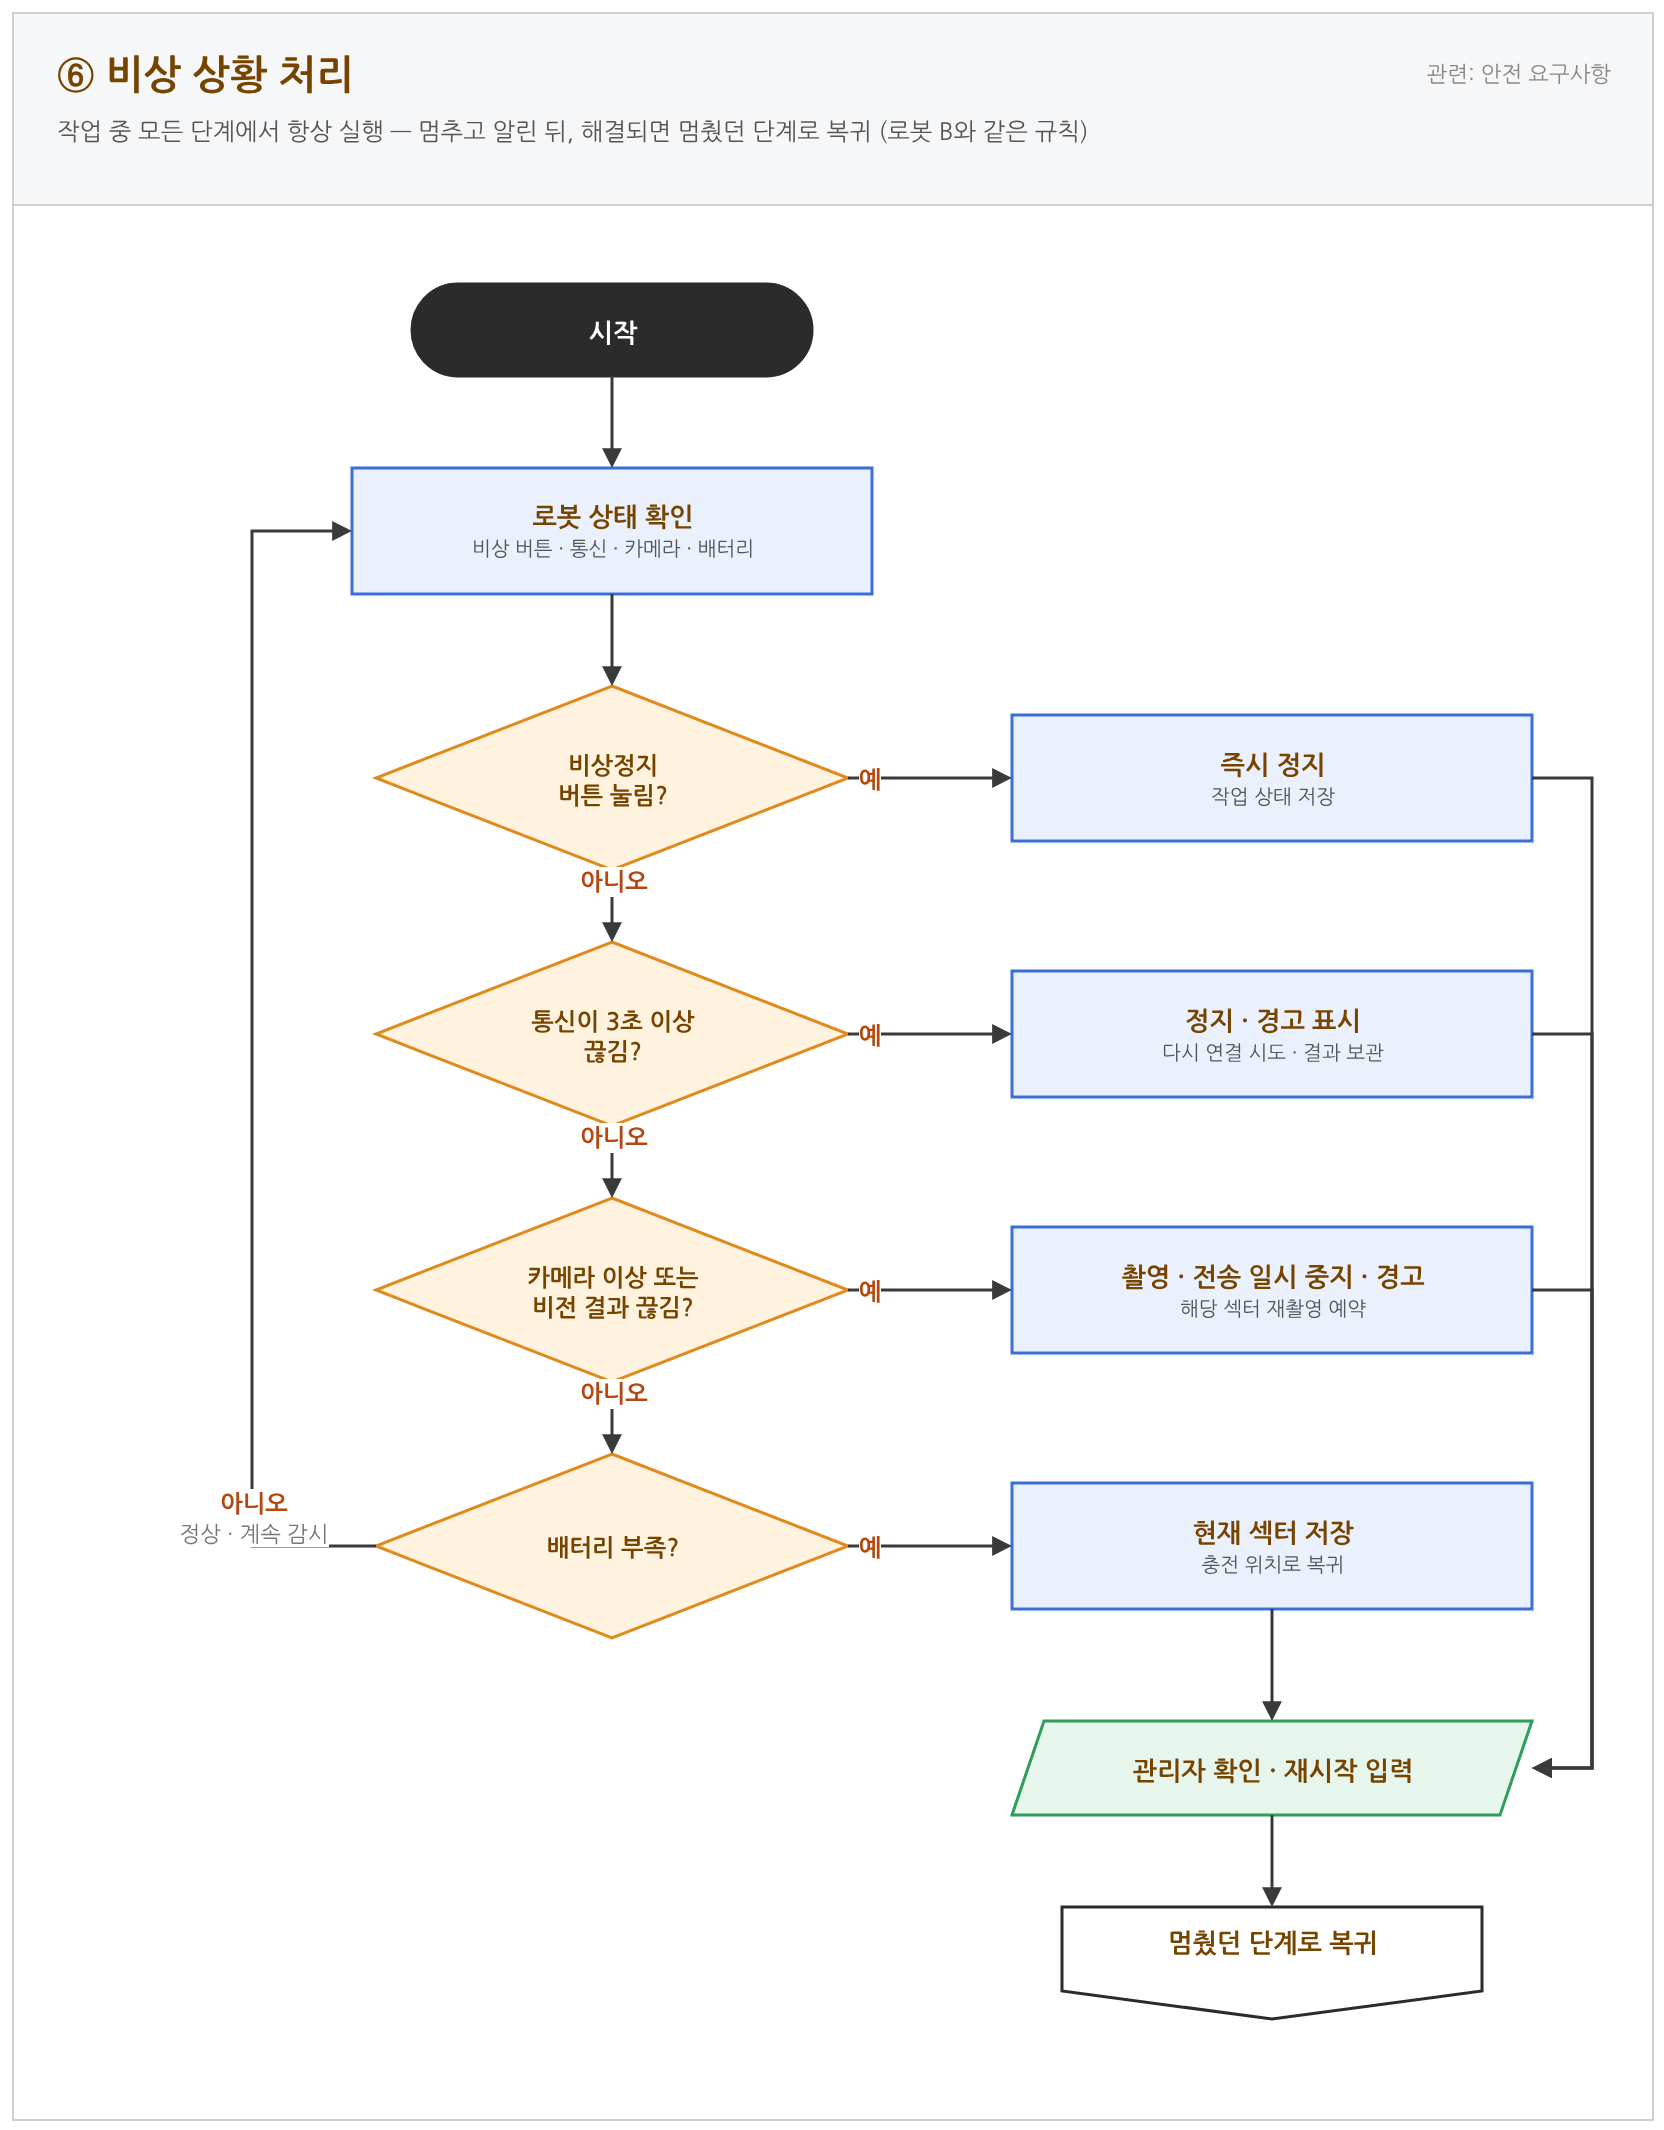 ⑥ 비상 상황 처리
관련: 안전 요구사항
작업 중 모든 단계에서 항상 실행 — 멈추고 알린 뒤, 해결되면 멈췄던 단계로 복귀 (로봇 B와 같은 규칙)
시작
로봇 상태 확인
비상 버튼 · 통신 · 카메라 · 배터리
비상정지
버튼 눌림?
예
즉시 정지
작업 상태 저장
아니오
통신이 3초 이상
끊김?
예
정지 · 경고 표시
다시 연결 시도 · 결과 보관
아니오
카메라 이상 또는
비전 결과 끊김?
예
촬영 · 전송 일시 중지 · 경고
해당 섹터 재촬영 예약
아니오
배터리 부족?
아니오
정상 · 계속 감시
예
현재 섹터 저장
충전 위치로 복귀
관리자 확인 · 재시작 입력
멈췄던 단계로 복귀